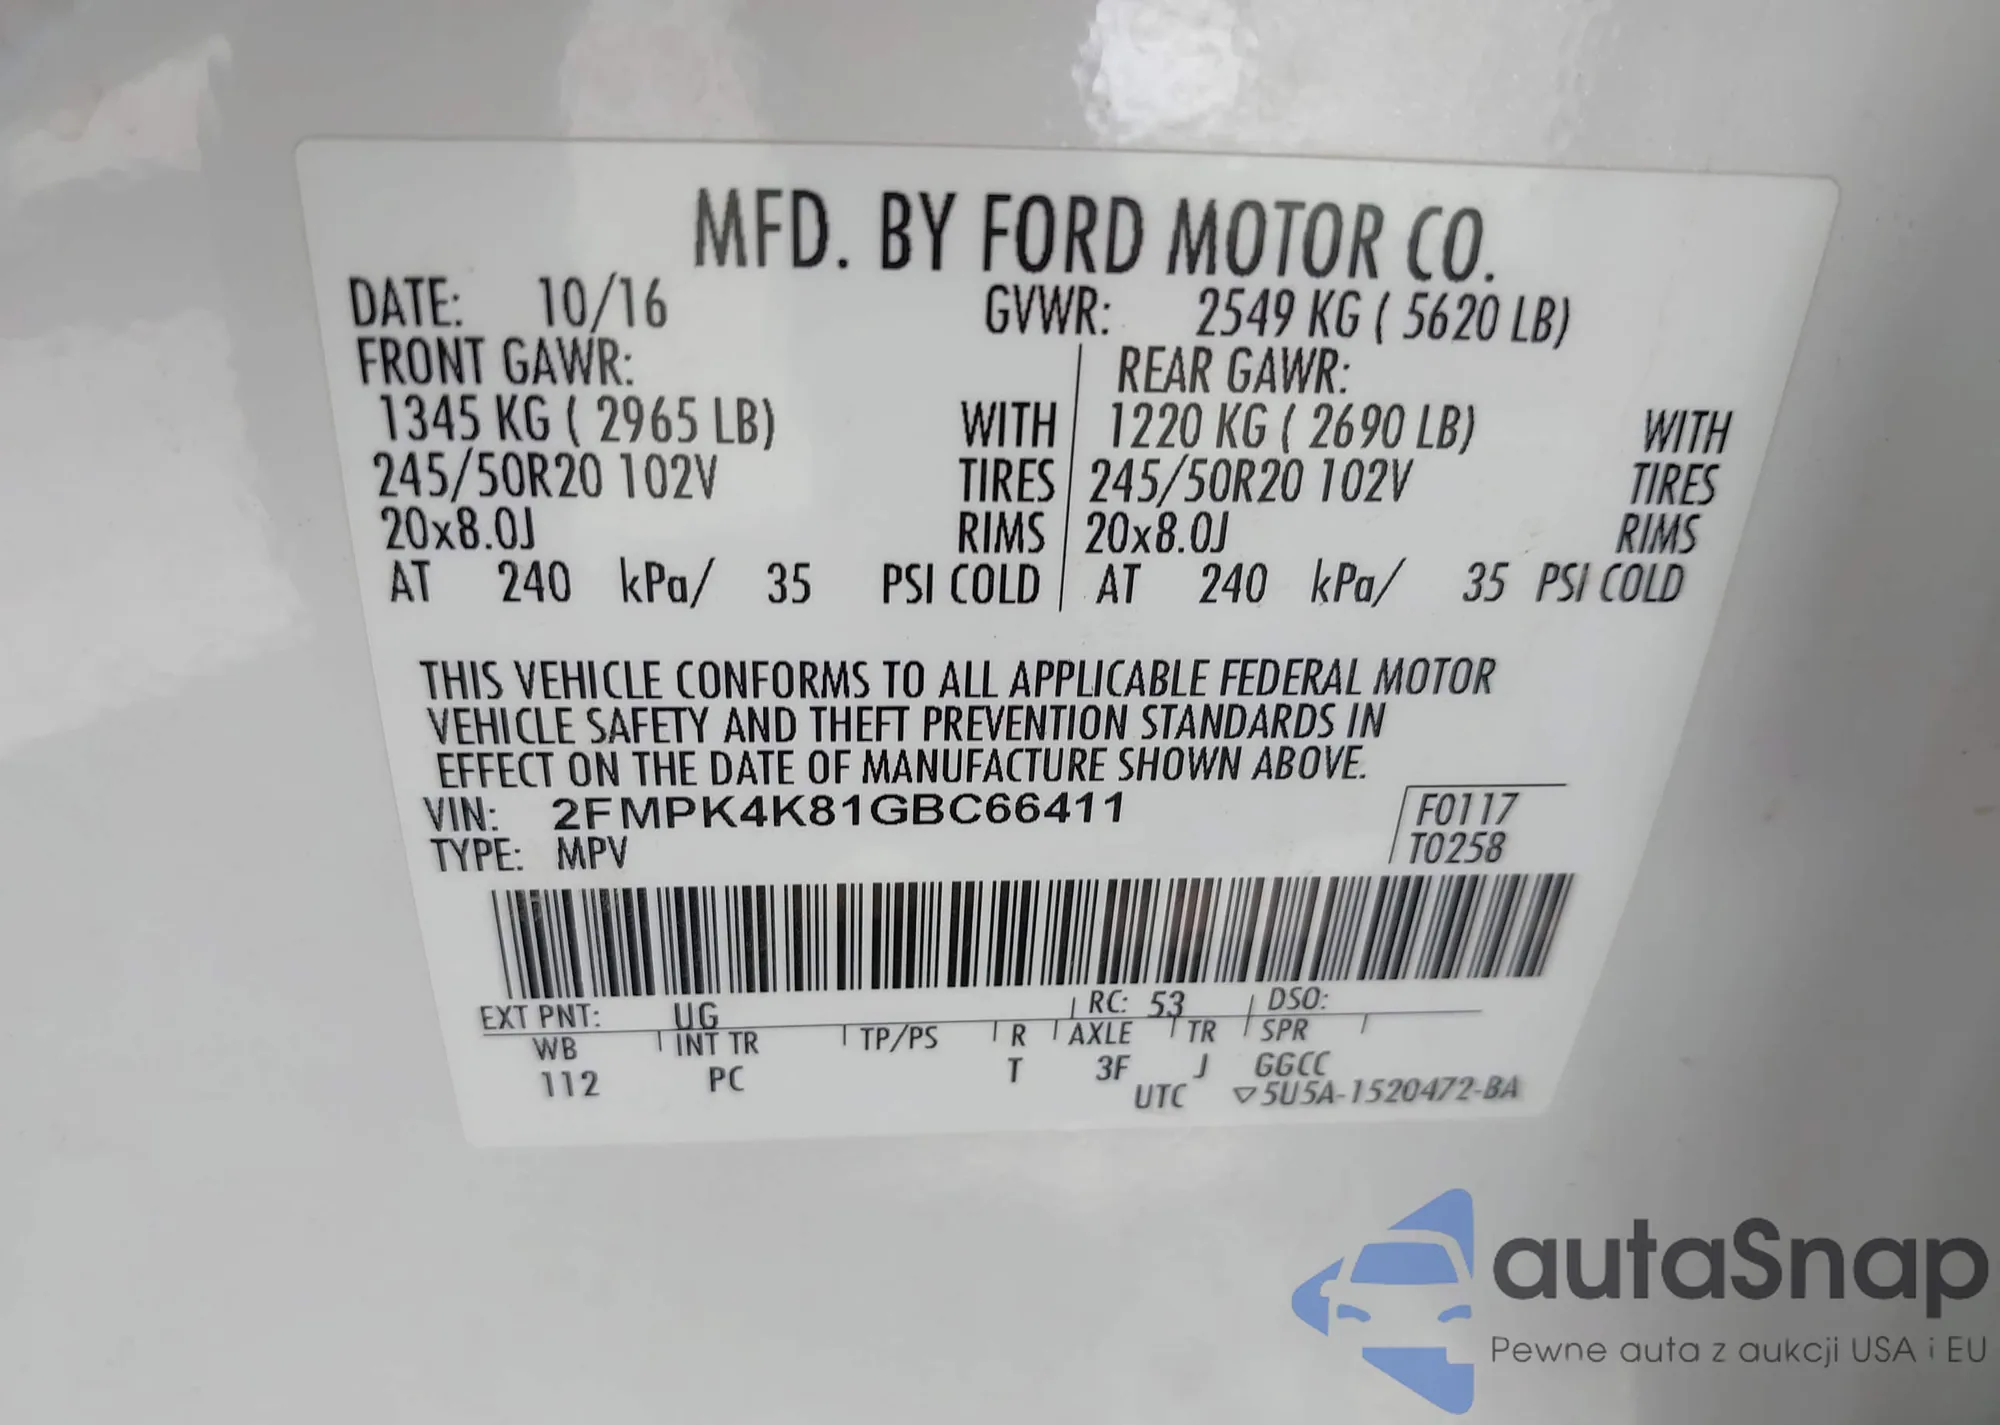 MFD. BY FORD MOTOR CO.
DATE: 10/16 GVWR: 2549 KG ( 5620 LB)
FRONT GAWR: REAR GAWR:
1345 KG ( 2965 LB) WITH 1220 KG ( 2690 LB) WITH
245/50R20 102V TIRES 245/50R20 102V TIRES
20x8.0J RIMS 20x8.0J RIMS
AT 240 kPa/ 35 PSI COLD AT 240 kPa/ 35 PSI COLD
THIS VEHICLE CONFORMS TO ALL APPLICABLE FEDERAL MOTOR
VEHICLE SAFETY AND THEFT PREVENTION STANDARDS IN
EFFECT ON THE DATE OF MANUFACTURE SHOWN ABOVE.
VIN: 2FMPK4K81GBC66411 F0117
TYPE: MPV T0258
EXT PNT: UG RC: 53 DSO:
WB INT TR TP/PS R AXLE TR SPR
112 PC T 3F J GGCC
UTC ▽5U5A-1520472-BA
autaSnap
Pewne auta z aukcji USA i EU